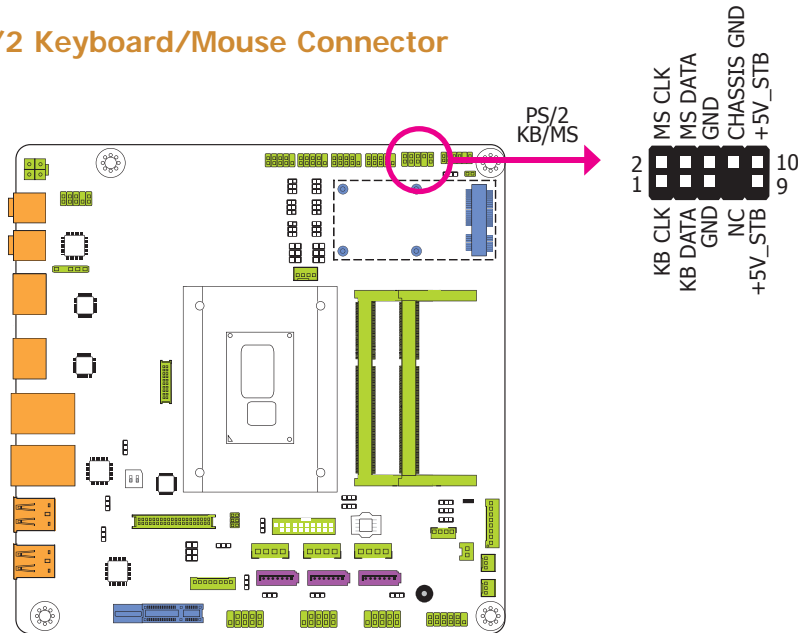 /2 Keyboard/Mouse Connector
PS/2
KB/MS
MS CLK
MS DATA
GND
CHASSIS GND
+5V_STB
2
10
1
9
KB CLK
KB DATA
GND
NC
+5V_STB